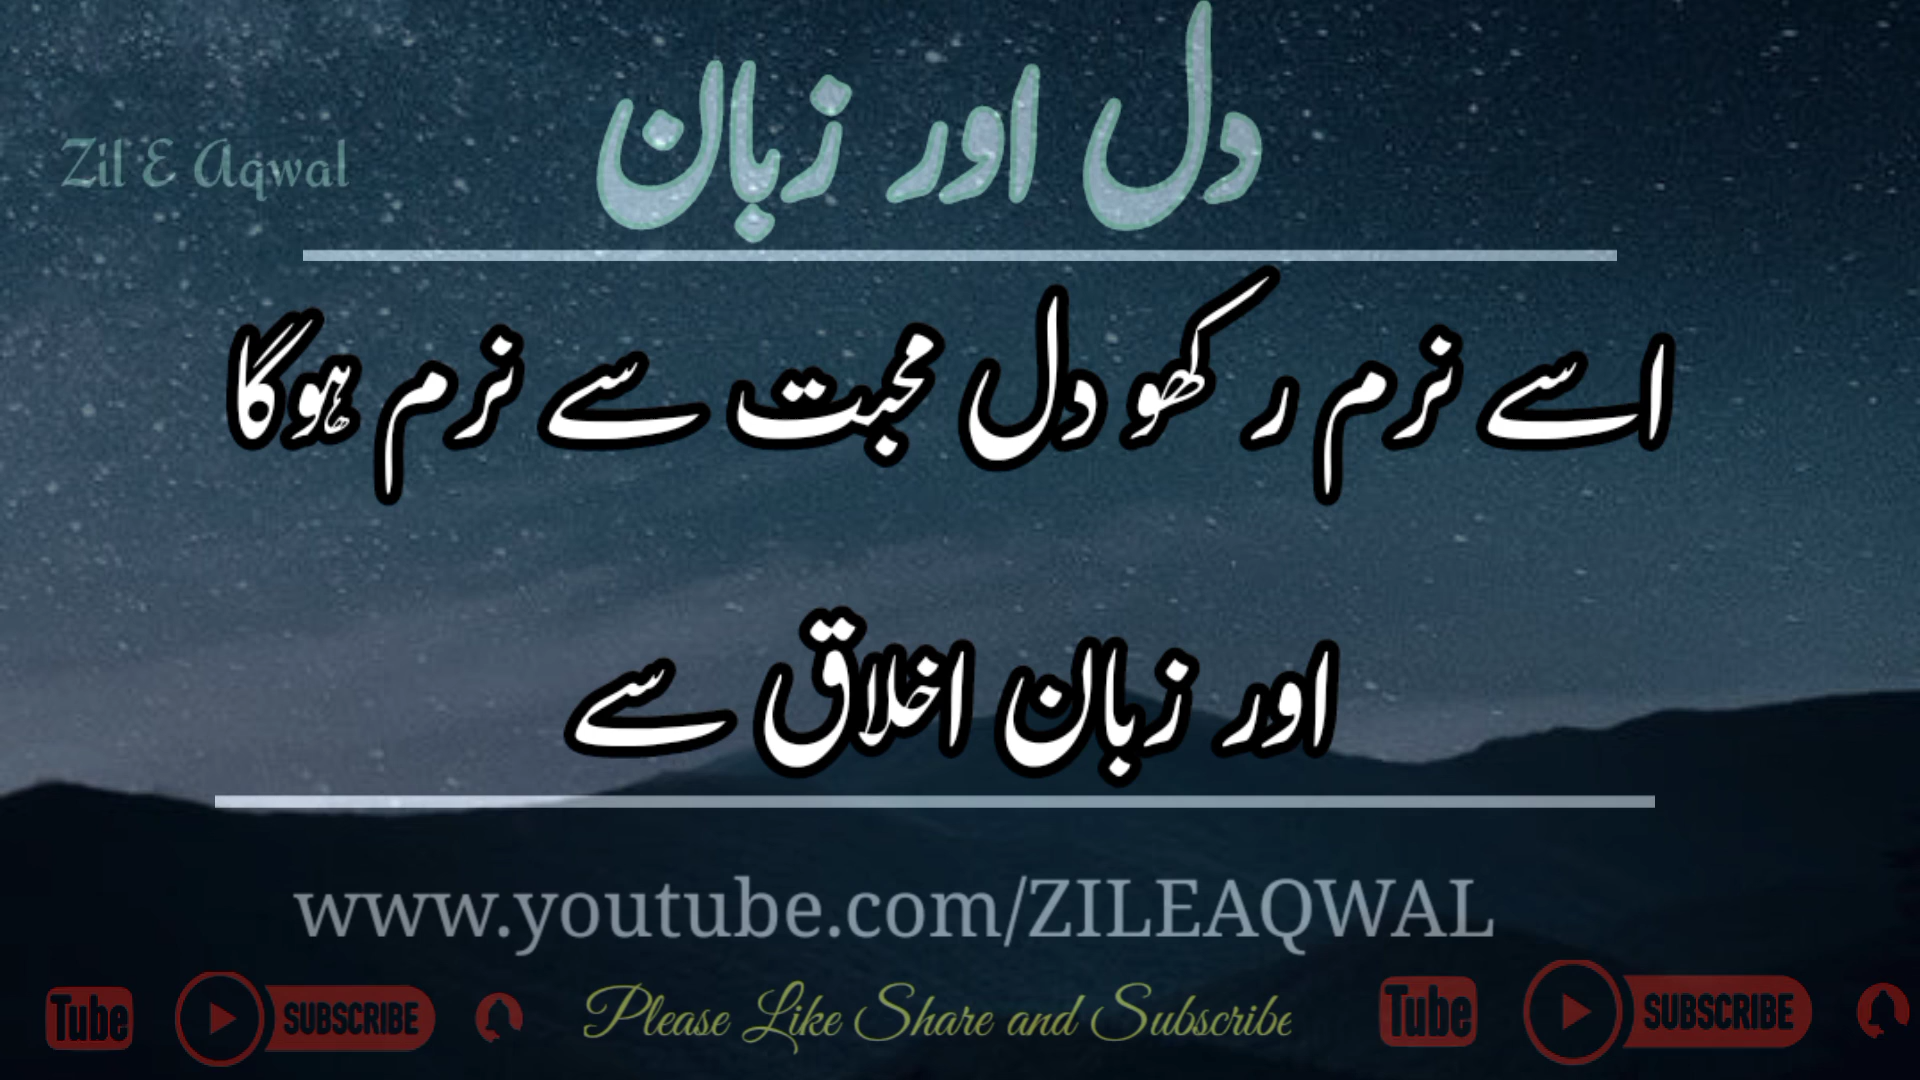 دل اور زبان
Zil E Aqwal
اسے نرم رکھو دل محبت سے نرم ہوگا
اور زبان اخلاق سے
www.youtube.com/ZILEAQWAL
Tube SUBSCRIBE Please Like Share and Subscribe Tube SUBSCRIBE